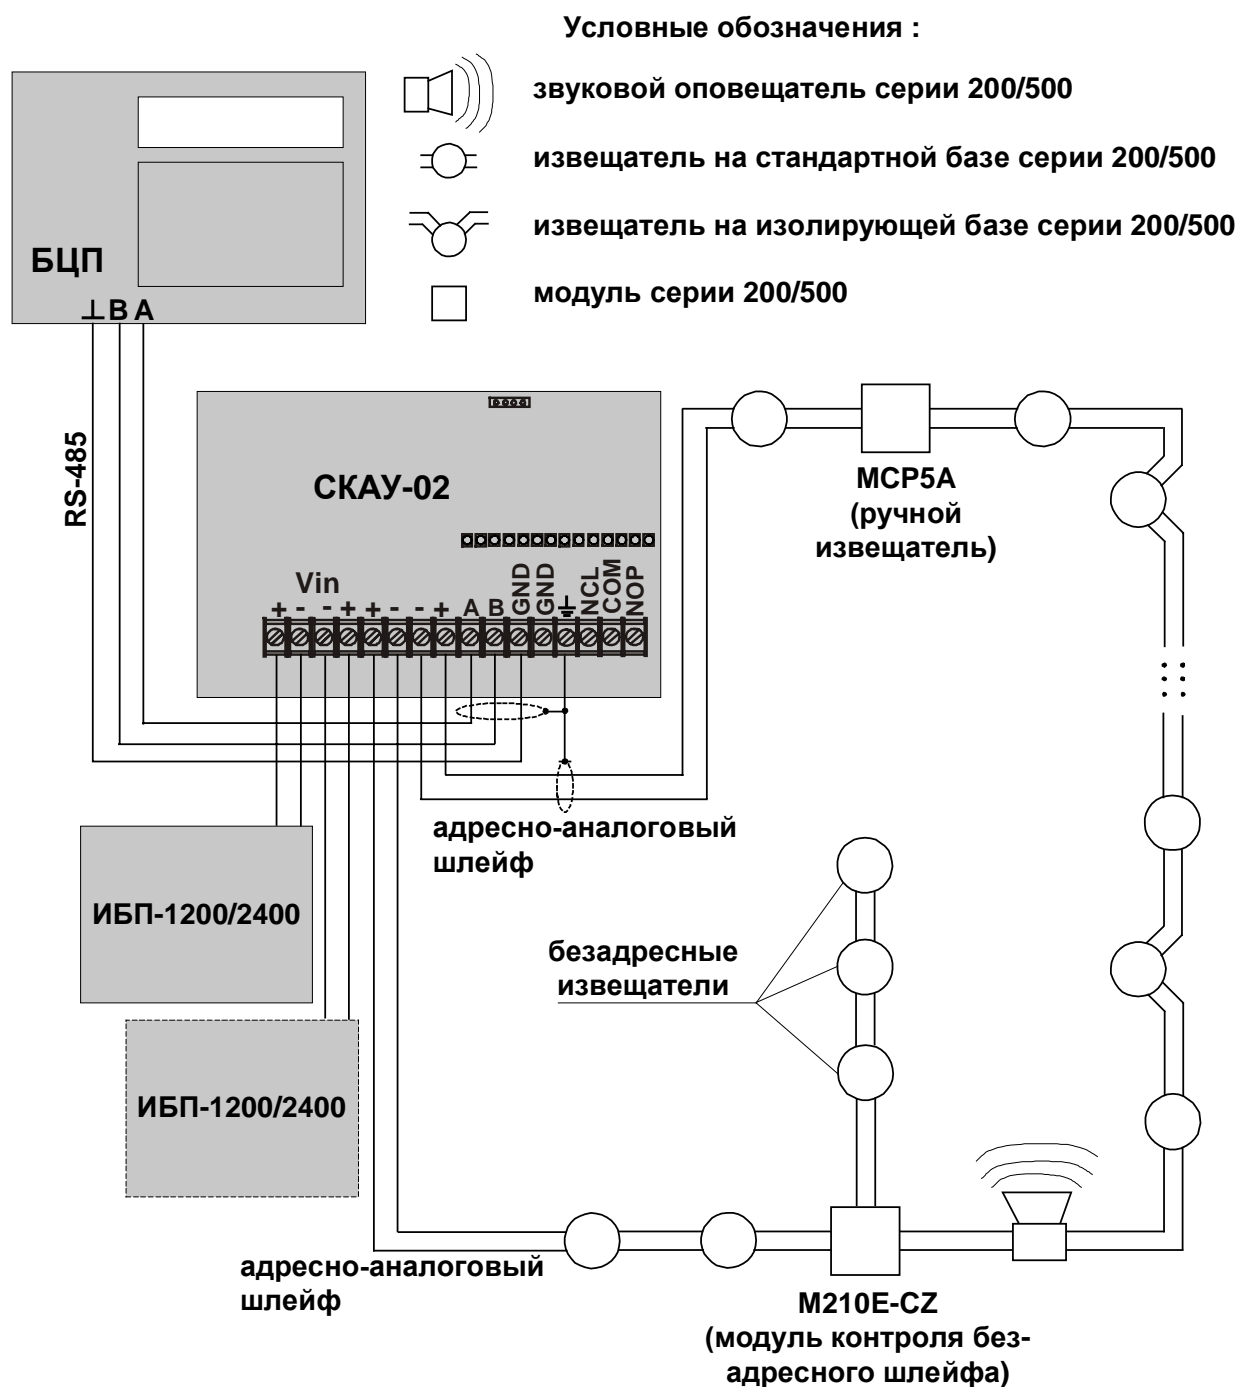 Условные обозначения :
звуковой оповещатель серии 200/500
извещатель на стандартной базе серии 200/500
извещатель на изолирующей базе серии 200/500
модуль серии 200/500
БЦП
⊥ B A
RS-485
СКАУ-02
Vin
+ - - + + - - + A B GND GND ⏚ NCL COM NOP
MCP5A
(ручной
извещатель)
адресно-аналоговый
шлейф
ИБП-1200/2400
безадресные
извещатели
ИБП-1200/2400
адресно-аналоговый
шлейф
M210E-CZ
(модуль контроля без-
адресного шлейфа)